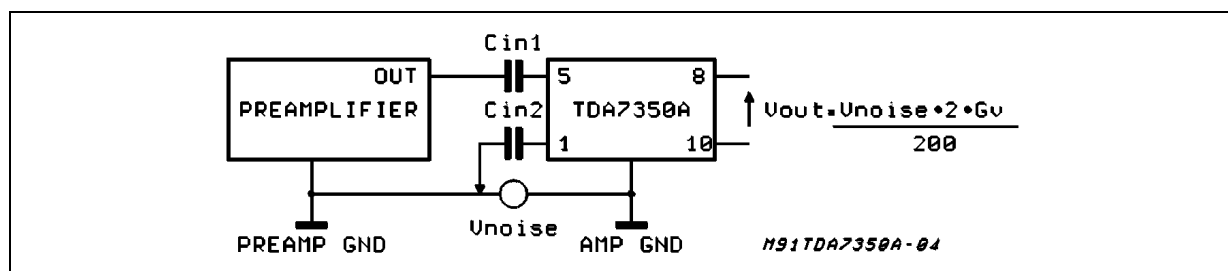 Cin1
OUT
PREAMPLIFIER
Cin2
5
8
TDA7350A
1
10
Vout=Vnoise•2•Gv
200
Vnoise
PREAMP GND
AMP GND
M91TDA7350A-04